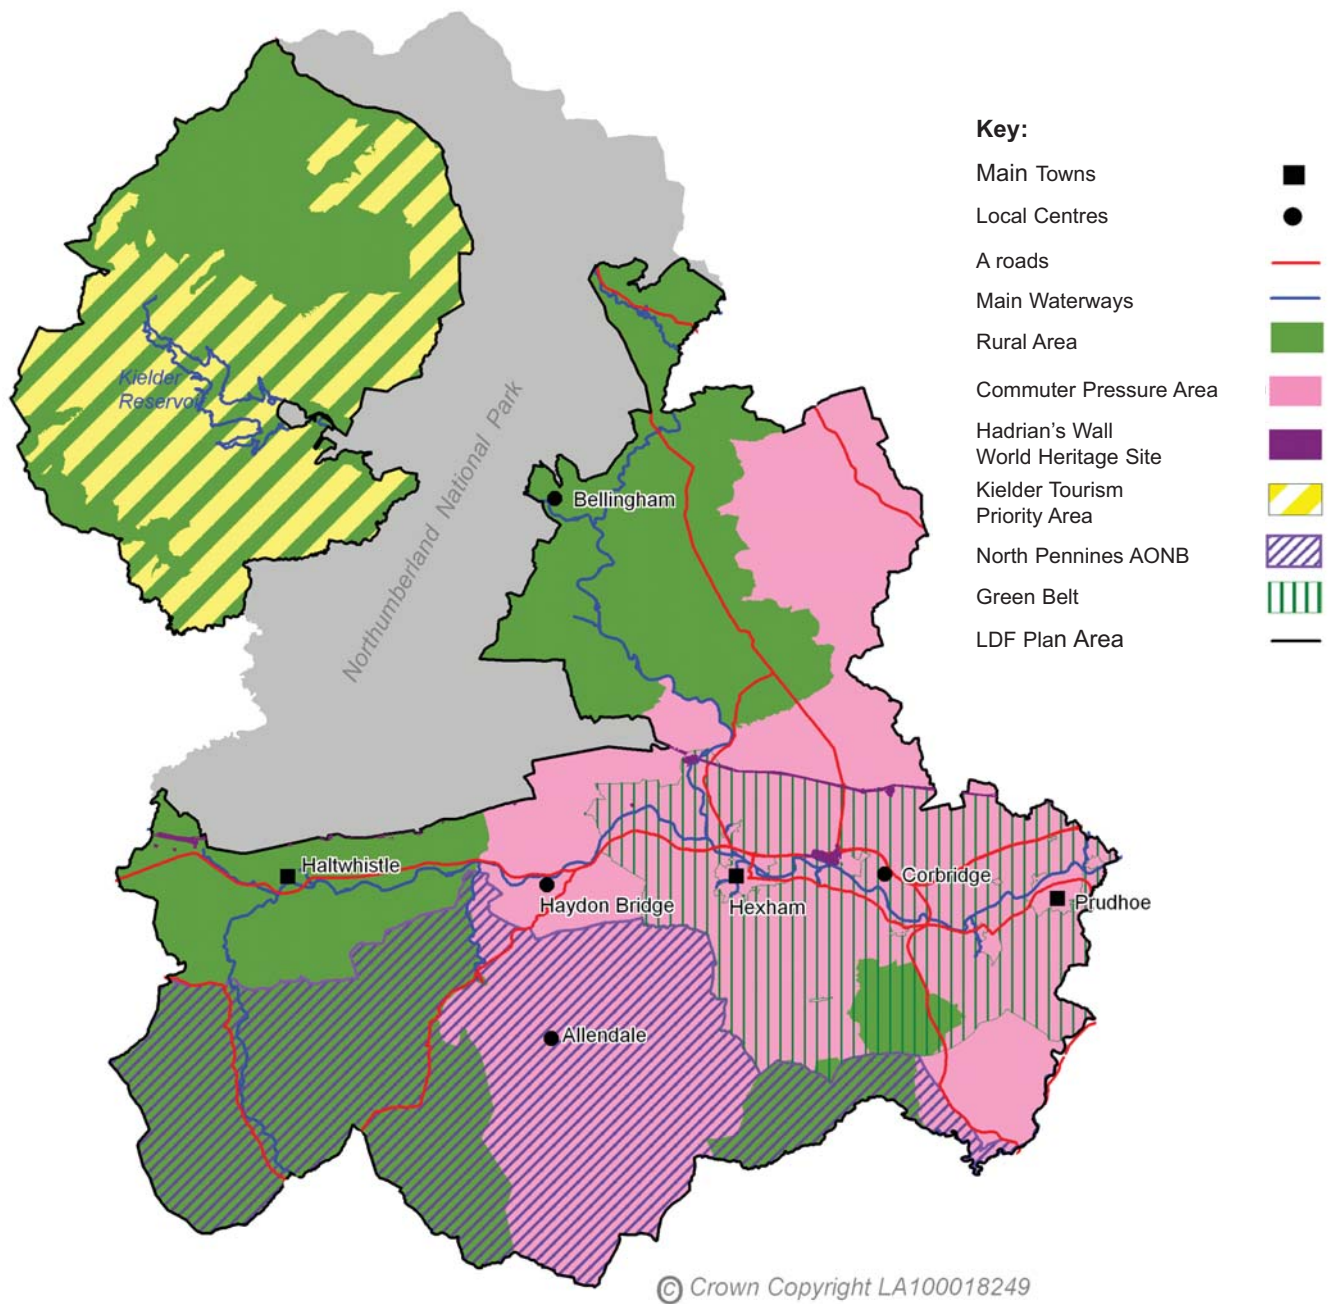 Key:
Main Towns
Local Centres
A roads
Main Waterways
Rural Area
Commuter Pressure Area
Hadrian's Wall
World Heritage Site
Kielder Tourism
Priority Area
North Pennines AONB
Green Belt
LDF Plan Area
Kielder
Reservoir
Northumberland National Park
Bellingham
Haltwhistle
Haydon Bridge
Hexham
Corbridge
Prudhoe
Allendale
© Crown Copyright LA100018249